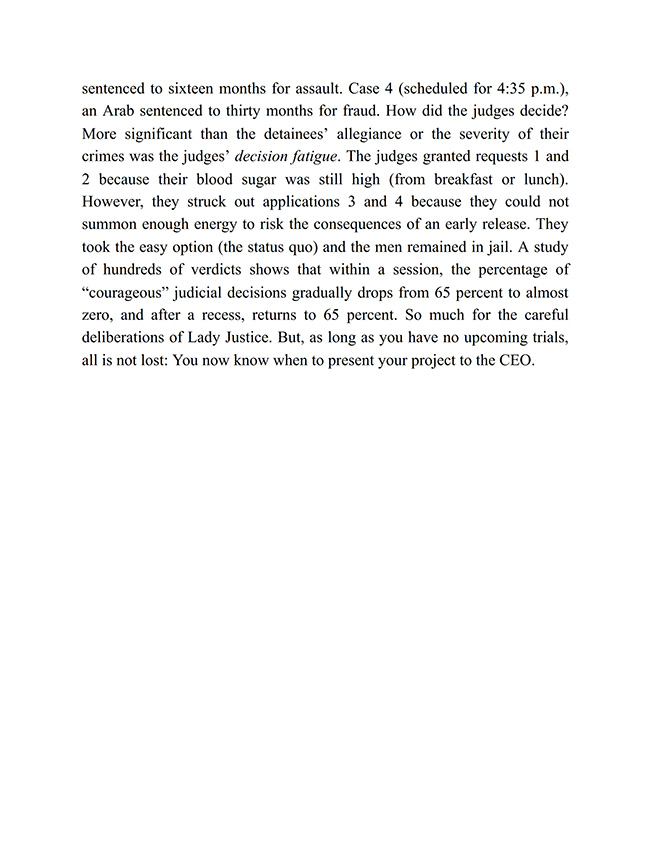 sentenced to sixteen months for assault. Case 4 (scheduled for 4:35 p.m.),
an Arab sentenced to thirty months for fraud. How did the judges decide?
More significant than the detainees’ allegiance or the severity of their
crimes was the judges’ decision fatigue. The judges granted requests 1 and
2 because their blood sugar was still high (from breakfast or lunch).
However, they struck out applications 3 and 4 because they could not
summon enough energy to risk the consequences of an early release. They
took the easy option (the status quo) and the men remained in jail. A study
of hundreds of verdicts shows that within a session, the percentage of
“courageous” judicial decisions gradually drops from 65 percent to almost
zero, and after a recess, returns to 65 percent. So much for the careful
deliberations of Lady Justice. But, as long as you have no upcoming trials,
all is not lost: You now know when to present your project to the CEO.